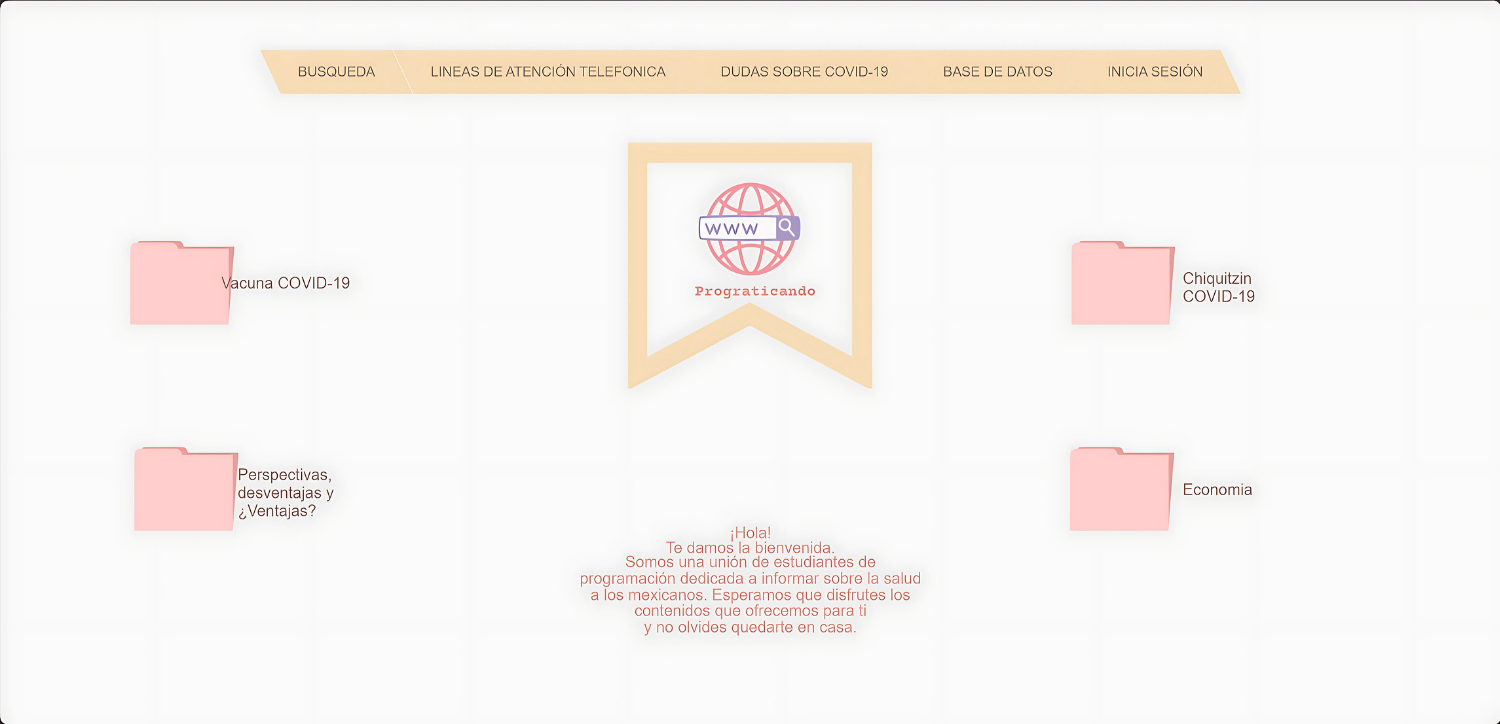 BUSQUEDA
LINEAS DE ATENCIÓN TELEFONICA
DUDAS SOBRE COVID-19
BASE DE DATOS
INICIA SESIÓN
www
Prograticando
Vacuna COVID-19
Chiquitzin
COVID-19
Perspectivas,
desventajas y
¿Ventajas?
Economia
¡Hola!
Te damos la bienvenida.
Somos una unión de estudiantes de
programación dedicada a informar sobre la salud
a los mexicanos. Esperamos que disfrutes los
contenidos que ofrecemos para ti
y no olvides quedarte en casa.